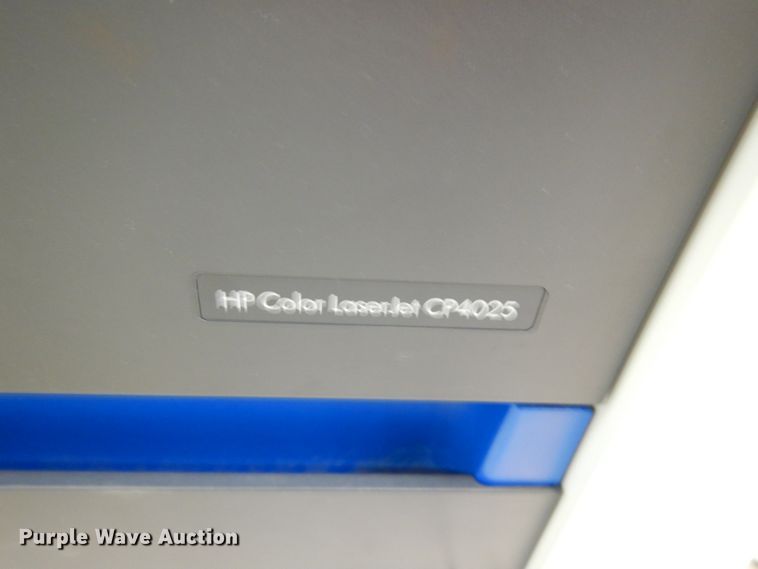 HP Color LaserJet CP4025
Purple Wave Auction